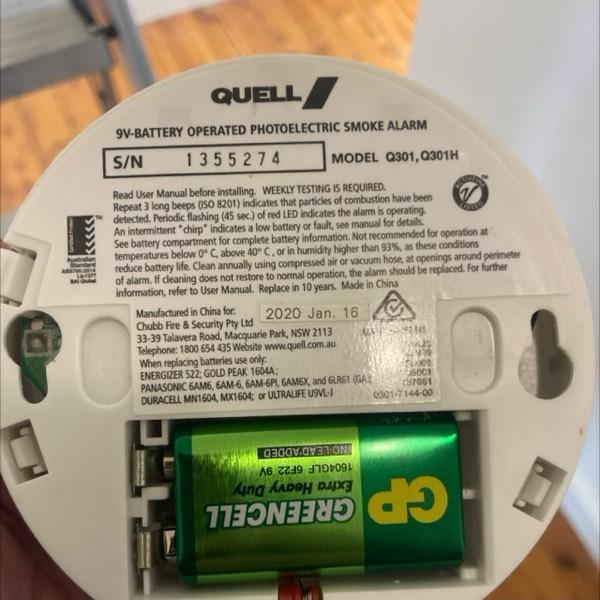 QUELL
9V-BATTERY OPERATED PHOTOELECTRIC SMOKE ALARM
S/N 1355274 MODEL Q301, Q301H
Read User Manual before installing. WEEKLY TESTING IS REQUIRED.
Repeat 3 long beeps (ISO 8201) indicates that particles of combustion have been
detected. Periodic flashing (45 sec.) of red LED indicates the alarm is operating.
An intermittent "chirp" indicates a low battery or fault, see manual for details.
See battery compartment for complete battery information. Not recommended for operation at
temperatures below 0° C, above 40° C, or in humidity higher than 93%, as these conditions
reduce battery life. Clean annually using compressed air or vacuum hose, at openings around perimeter
of alarm. If cleaning does not restore to normal operation, the alarm should be replaced. For further
information, refer to User Manual. Replace in 10 years. Made in China
Australian
Standard
AS3786:2014
SAI Global
Manufactured in China for: 2020 Jan. 16
Chubb Fire & Security Pty Ltd
33-39 Talavera Road, Macquarie Park, NSW 2113
Telephone: 1800 654 435 Website www.quell.com.au
When replacing batteries use only:
ENERGIZER 522; GOLD PEAK 1604A;
PANASONIC 6AM6, 6AM-6, 6AM-6PI, 6AM6X, and 6LR61 (GA
DURACELL MN1604, MX1604; or ULTRALIFE U9VL-J 0301-7144-00
GP
GREENCELL
Extra Heavy Duty
1604GLF 6F22 9V
NO LEAD ADDED